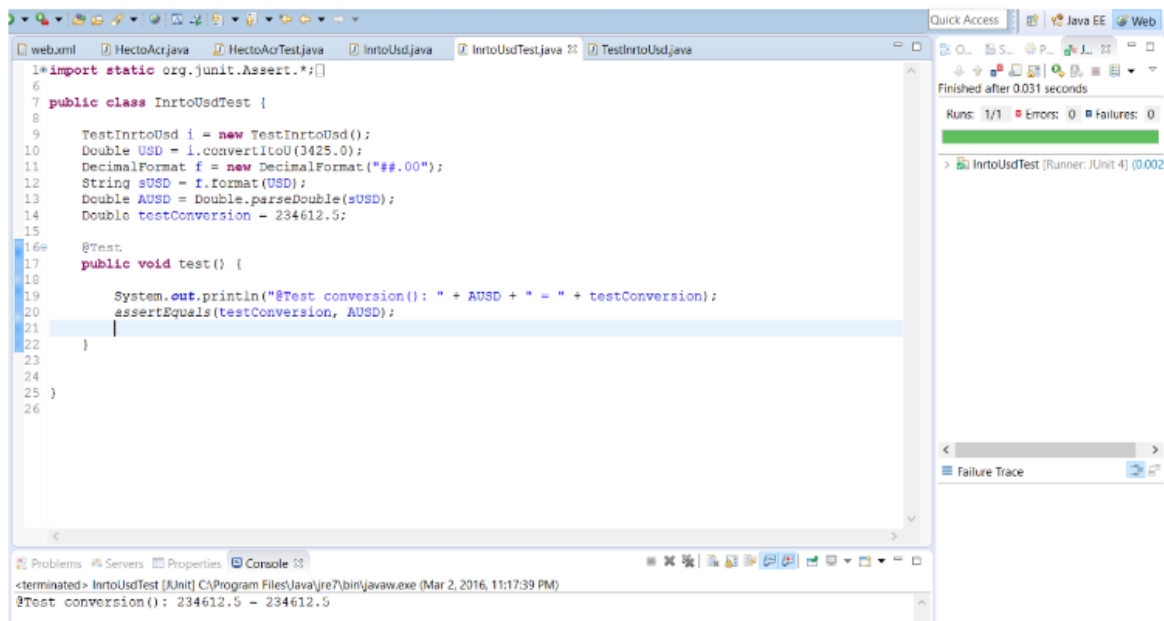 Quick Access
Java EE
Web
web.xml
HectoAcr.java
HectoAcrTest.java
InrtoUsd.java
InrtoUsdTest.java
TestInrtoUsd.java
O...
S...
P...
J...
1 import static org.junit.Assert.*;
6
7 public class InrtoUsdTest {
8
9 TestInrtoUsd i = new TestInrtoUsd();
10 Double USD = i.convertItoU(3425.0);
11 DecimalFormat f = new DecimalFormat("##.00");
12 String sUSD = f.format(USD);
13 Double AUSD = Double.parseDouble(sUSD);
14 Double testConversion = 234612.5;
15
16 @Test
17 public void test() {
18
19 System.out.println("@Test conversion(): " + AUSD + " = " + testConversion);
20 assertEquals(testConversion, AUSD);
21
22 }
23
24
25 }
26
Finished after 0.031 seconds
Runs: 1/1 Errors: 0 Failures: 0
InrtoUsdTest [Runner: JUnit 4] (0.002
Failure Trace
Problems Servers Properties Console
<terminated> InrtoUsdTest [JUnit] C:\Program Files\Java\jre7\bin\javaw.exe (Mar 2, 2016, 11:17:39 PM)
@Test conversion(): 234612.5 = 234612.5